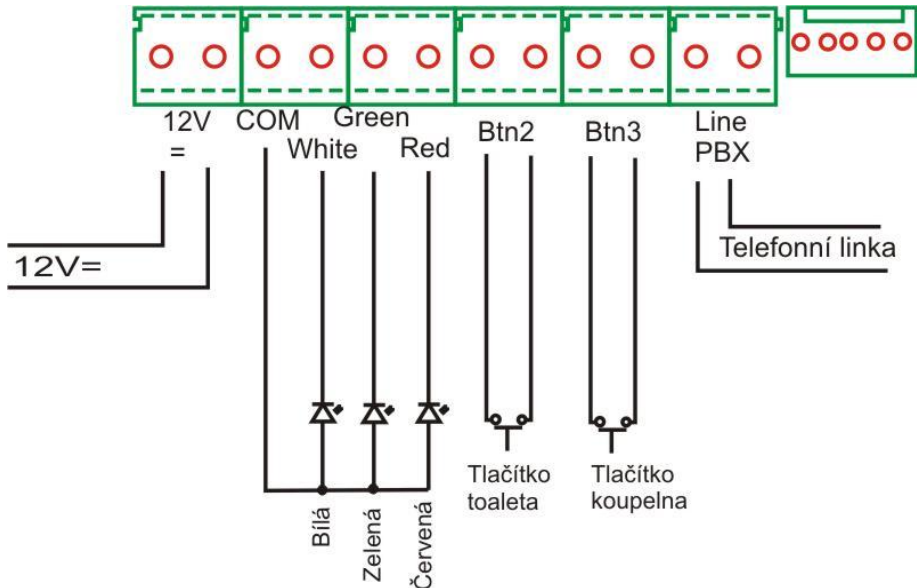 12V
=
COM
Green
White
Red
Btn2
Btn3
Line
PBX
12V=
Telefonní linka
Bílá
Zelená
Červená
Tlačítko
toaleta
Tlačítko
koupelna